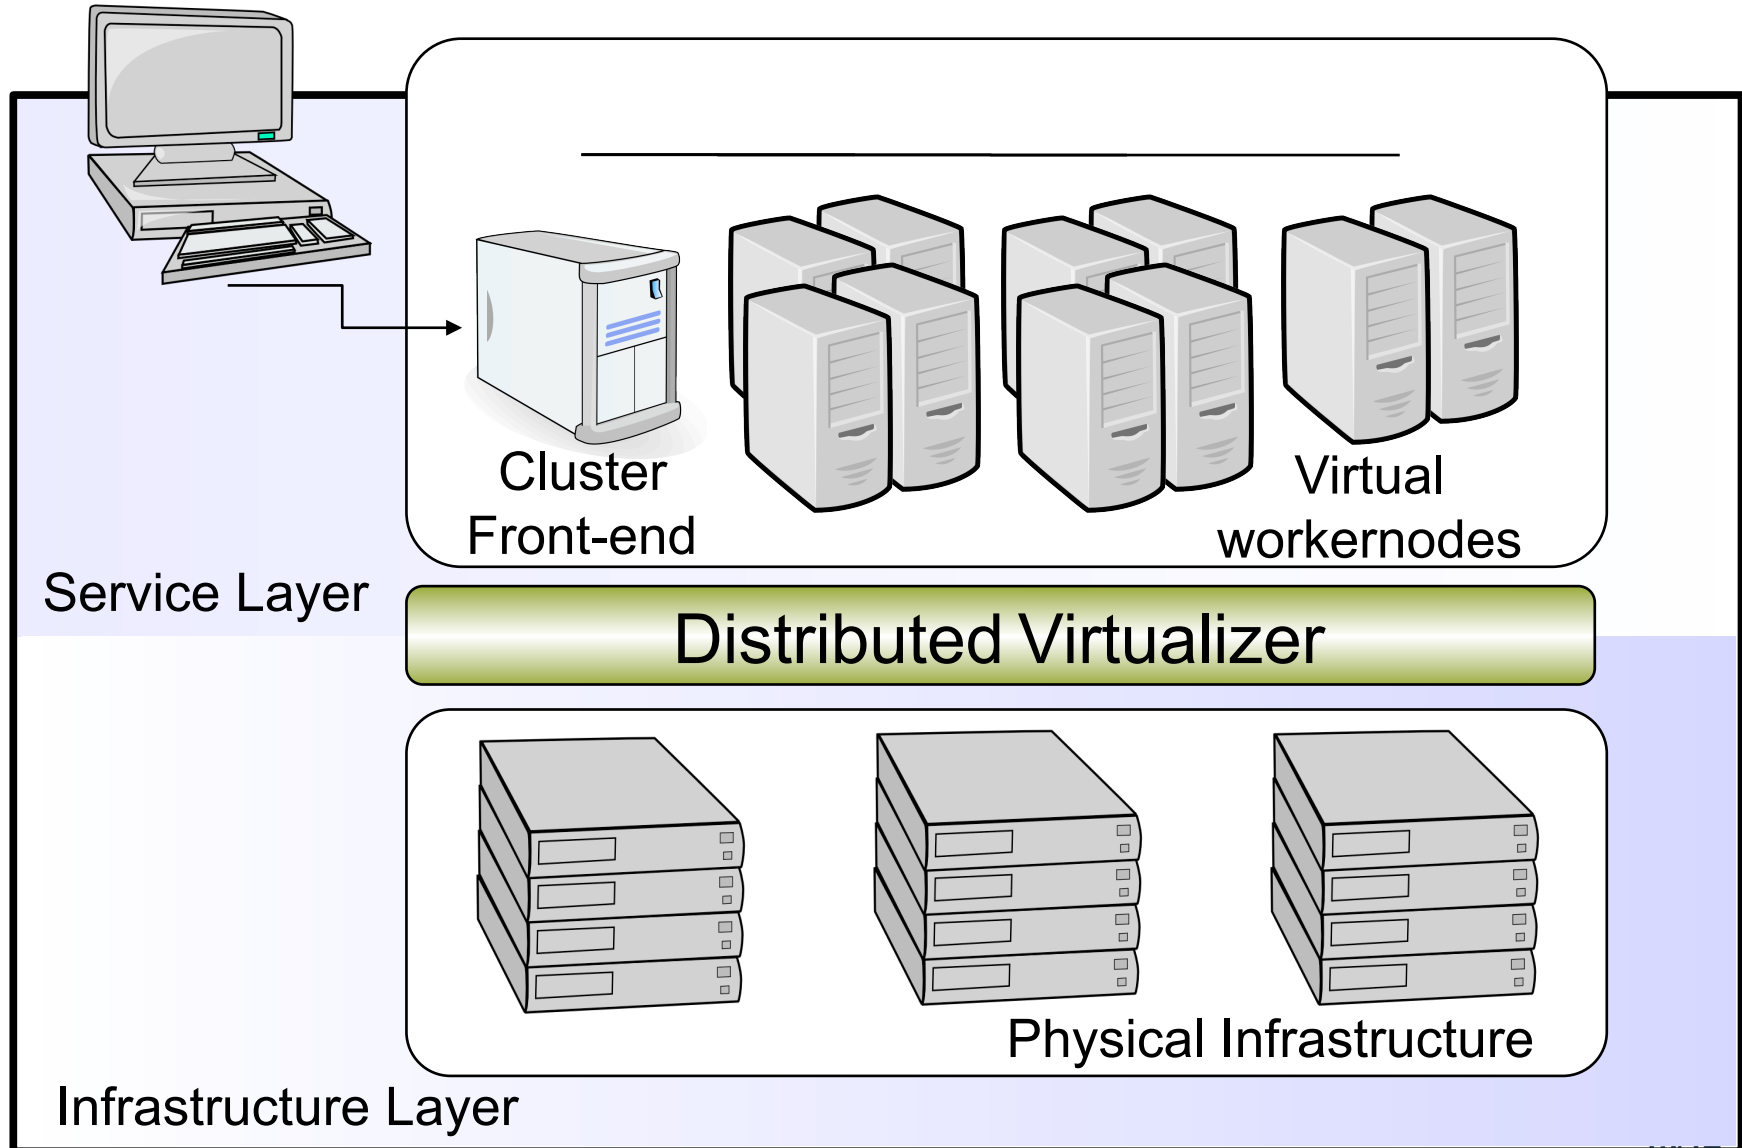 Cluster
Front-end
Virtual
workernodes
Service Layer
Distributed Virtualizer
Physical Infrastructure
Infrastructure Layer